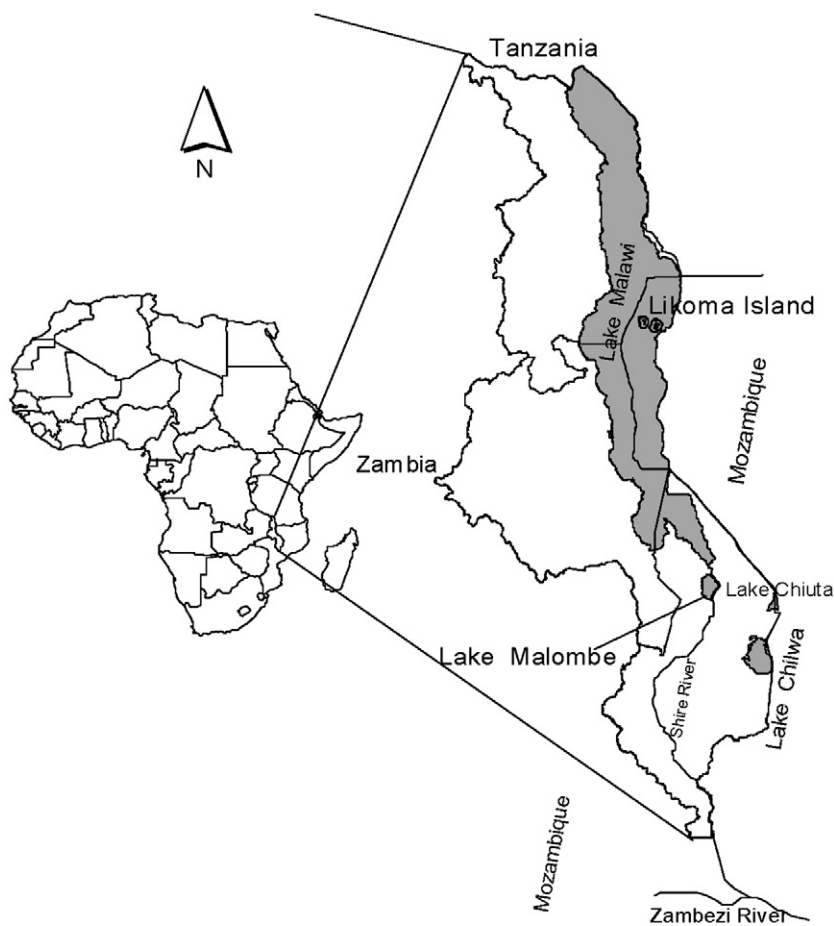 Tanzania
N
Lake Malawi
Likoma Island
Mozambique
Zambia
Lake Chiuta
Lake Malombe
Shire River
Lake Chilwa
Mozambique
Zambezi River